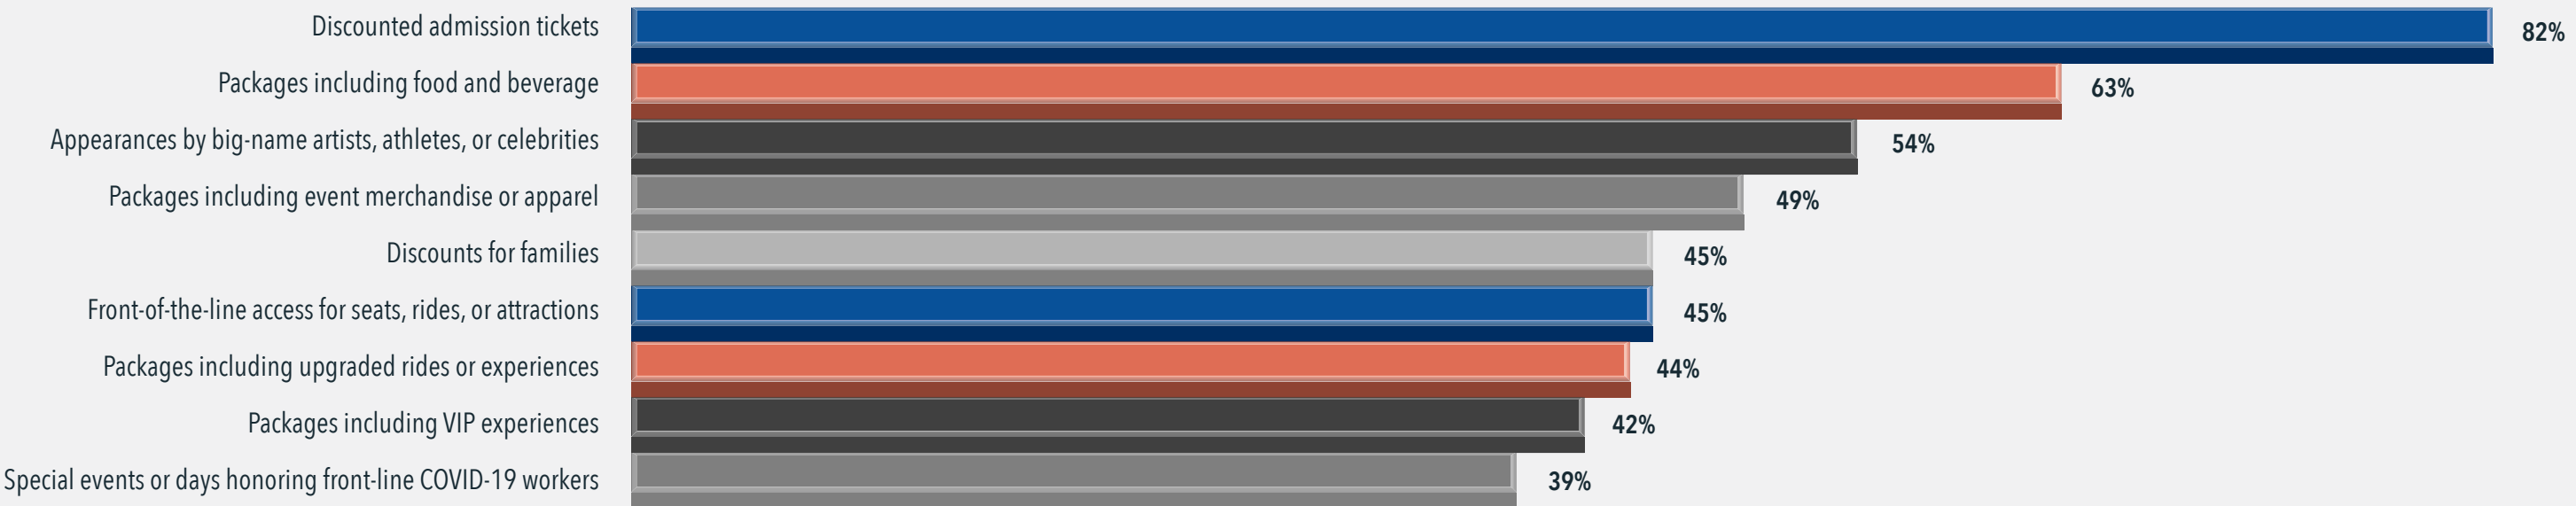 Discounted admission tickets 82%
Packages including food and beverage 63%
Appearances by big-name artists, athletes, or celebrities 54%
Packages including event merchandise or apparel 49%
Discounts for families 45%
Front-of-the-line access for seats, rides, or attractions 45%
Packages including upgraded rides or experiences 44%
Packages including VIP experiences 42%
Special events or days honoring front-line COVID-19 workers 39%